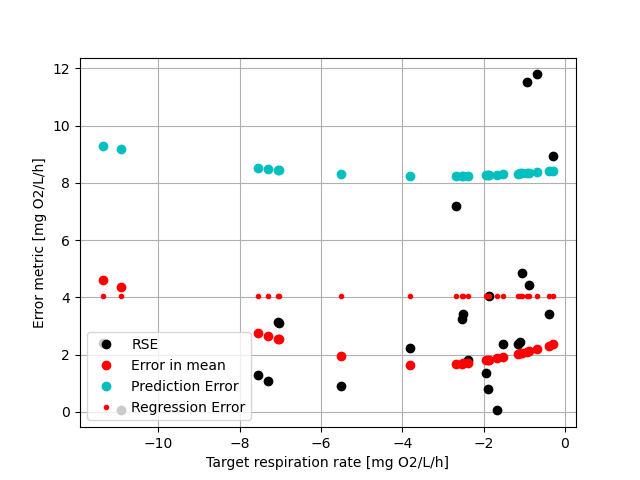 12
10
8
6
4
2
0
Error metric [mg O2/L/h]
RSE
Error in mean
Prediction Error
Regression Error
−10
−8
−6
−4
−2
0
Target respiration rate [mg O2/L/h]